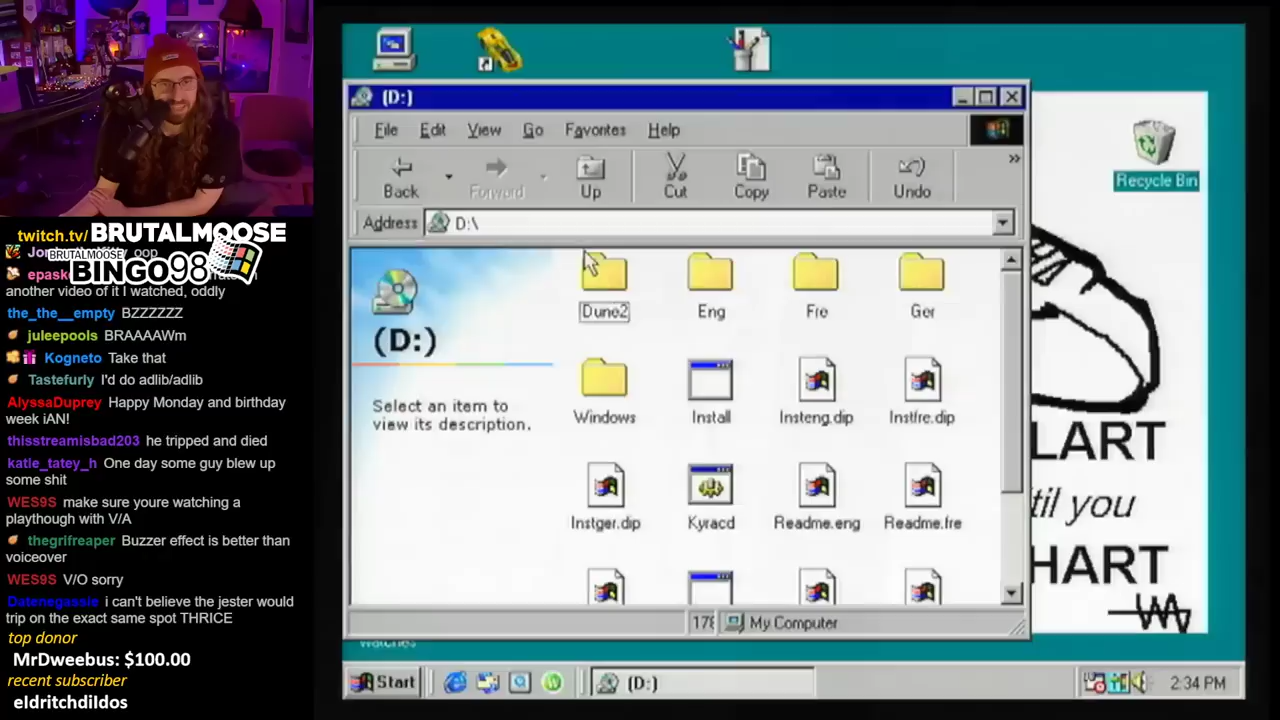 twitch.tv/BRUTALMOOSE
BRUTALMOOSE
BINGO98
oop
epask
another video of it I watched, oddly
the_the__empty BZZZZZZ
juleepools BRAAAWm
Kogneto Take that
Tastefurly I'd do adlib/adlib
AlyssaDuprey Happy Monday and birthday
week iAN!
thisstreamisbad203 he tripped and died
katie_tatey_h One day some guy blew up
some shit
WES9S make sure youre watching a
playthough with V/A
thegrifreaper Buzzer effect is better than
voiceover
WES9S V/O sorry
Datenegassie i can't believe the jester would
trip on the exact same spot THRICE
top donor
MrDweebus: $100.00
recent subscriber
eldritchdildos
(D:)
File Edit View Go Favorites Help
Back Forward Up Cut Copy Paste Undo
Address D:\
(D:)
Select an item to
view its description.
Dune2 Eng Fre Ger
Windows Install Insteng.dip Instfre.dip
Instger.dip Kyracd Readme.eng Readme.fre
My Computer
Recycle Bin
LART
til you
HART
Watches
Start (D:) 2:34 PM